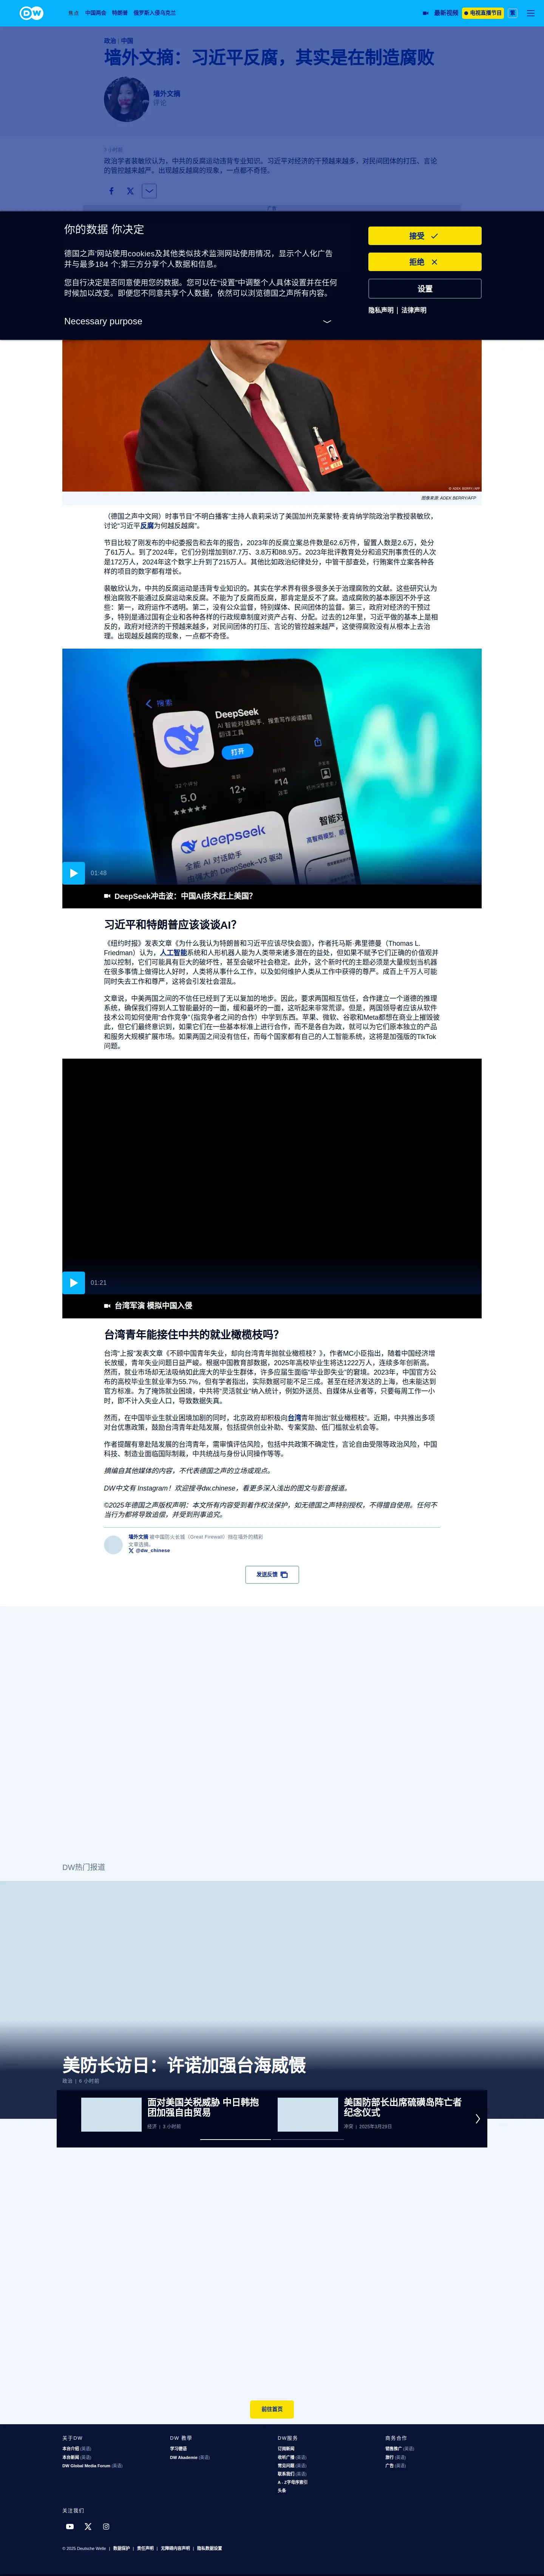 DW
焦点 中国两会 特朗普 俄罗斯入侵乌克兰
最新视频 电视直播节目 繁
政治 | 中国
墙外文摘：习近平反腐，其实是在制造腐败
墙外文摘
评论
政治学者裴敏欣认为，中共的反腐运动违背专业知识。习近平对经济的干预越来越多，对民间团体的打压、言论
的管控越来越严。出现越反越腐的现象，一点都不奇怪。
广告
你的数据 你决定
德国之声'网站使用cookies及其他类似技术监测网站使用情况，显示个人化广告
并与最多184 个,第三方分享个人数据和信息。
您自行决定是否同意使用您的数据。您可以在"设置"中调整个人具体设置并在任何
时候加以改变。即便您不同意共享个人数据，依然可以浏览德国之声所有内容。
Necessary purpose
接受
拒绝
设置
隐私声明 | 法律声明
© ADEK BERRY/AFP
图像来源: ADEK BERRY/AFP
（德国之声中文网）时事节目"不明白播客"主持人袁莉采访了美国加州克莱蒙特·麦肯纳学院政治学教授裴敏欣，
讨论"习近平反腐为何越反越腐"。
节目比较了刚发布的中纪委报告和去年的报告，2023年的反腐立案总件数是62.6万件，留置人数是2.6万，处分
了61万人。到了2024年，它们分别增加到87.7万、3.8万和88.9万。2023年批评教育处分和追究刑事责任的人次
是172万人，2024年这个数字上升到了215万人。其他比如政治纪律处分，中管干部查处，行贿案件立案各种各
样的项目的数字都有增长。
裴敏欣认为，中共的反腐运动是违背专业知识的。其实在学术界有很多很多关于治理腐败的文献。这些研究认为
根治腐败不能通过反腐运动来反腐。不能为了反腐而反腐，那肯定是反不了腐。造成腐败的基本原因不外乎这
些：第一，政府运作不透明。第二，没有公众监督，特别媒体、民间团体的监督。第三，政府对经济的干预过
多，特别是通过国有企业和各种各样的行政规章制度对资产占有、分配。过去的12年里，习近平做的基本上是相
反的，政府对经济的干预越来越多，对民间团体的打压、言论的管控越来越严，这使得腐败没有从根本上去治
理。出现越反越腐的现象，一点都不奇怪。
搜索
DeepSeek
AI 智能对话助手、搜索写作阅读解题
翻译工具
打开
5.0
12+
#14
全能 AI 对话助手
DeepSeek-V3
AI
01:48
DeepSeek冲击波：中国AI技术赶上美国？
习近平和特朗普应该谈谈AI？
《纽约时报》发表文章《为什么我认为特朗普和习近平应该尽快会面》，作者托马斯·弗里德曼（Thomas L.
Friedman）认为，人工智能系统和人形机器人能为人类带来诸多潜在的益处，但如果不赋予它们正确的价值观并
加以控制，它们可能具有巨大的破坏性，甚至会破坏社会稳定。此外，这个新时代的主题必须是大量规划当机器
在很多事情上做得比人好时，人类将从事什么工作，以及如何维护人类从工作中获得的尊严。成百上千万人可能
同时失去工作和尊严，这将会引发社会混乱。
文章说，中美两国之间的不信任已经到了无以复加的地步。因此，要求两国相互信任，合作建立一个道德的推理
系统，确保我们得到人工智能最好的一面，缓和最坏的一面，这听起来非常荒谬。但是，两国领导者应该从软件
技术公司如何使用"合作竞争"（指竞争者之间的合作）中学到东西。苹果、微软、谷歌和Meta都想在商业上摧毁彼
此，但它们最终意识到，如果它们在一些基本标准上进行合作，而不是各自为政，就可以为它们原本独立的产品
和服务大规模扩展市场。如果两国之间没有信任，而每个国家都有自己的人工智能系统，这将是加强版的TikTok
问题。
01:21
台湾军演 模拟中国入侵
台湾青年能接住中共的就业橄榄枝吗？
台湾"上报"发表文章《不顾中国青年失业，却向台湾青年抛就业橄榄枝？》，作者MC小臣指出，随着中国经济增
长放缓，青年失业问题日益严峻。根据中国教育部数据，2025年高校毕业生将达1222万人，连续多年创新高。
然而，就业市场却无法吸纳如此庞大的毕业生群体，许多应届生面临"毕业即失业"的窘境。2023年，中国官方公
布的高校毕业生就业率为55.7%，但有学者指出，实际数据可能不足三成。甚至在经济发达的上海，也未能达到
官方标准。为了掩饰就业困境，中共将"灵活就业"纳入统计，例如外送员、自媒体从业者等，只要每周工作一小
时，即不计入失业人口，导致数据失真。
然而，在中国毕业生就业困境加剧的同时，北京政府却积极向台湾青年抛出"就业橄榄枝"。近期，中共推出多项
对台优惠政策，鼓励台湾青年赴陆发展，包括提供创业补助、专案奖励、低门槛就业机会等。
作者提醒有意赴陆发展的台湾青年，需审慎评估风险，包括中共政策不确定性，言论自由受限等政治风险，中国
科技、制造业面临国际制裁，中共统战与身份认同操作等等。
摘编自其他媒体的内容，不代表德国之声的立场或观点。
DW中文有 Instagram！欢迎搜寻dw.chinese，看更多深入浅出的图文与影音报道。
©2025年德国之声版权声明：本文所有内容受到着作权法保护，如无德国之声特别授权，不得擅自使用。任何不
当行为都将导致追偿，并受到刑事追究。
墙外文摘 被中国防火长城（Great Firewall）挡在墙外的精彩
文章选摘。
@dw_chinese
发送反馈
DW热门报道
美防长访日：许诺加强台海威慑
政治 | 6 小时前
面对美国关税威胁 中日韩抱
团加强自由贸易
经济 | 3 小时前
美国防部长出席硫磺岛阵亡者
纪念仪式
冲突 | 2025年3月29日
前往首页
关于DW
本台介绍 (英语)
本台新闻 (英语)
DW Global Media Forum (英语)
DW 教學
学习德语
DW Akademie (英语)
DW服务
订阅新闻
收听广播 (英语)
常见问题 (英语)
联系我们 (英语)
A - Z字母序索引
头条
商务合作
销售推广 (英语)
旅行 (英语)
广告 (英语)
关注我们
© 2025 Deutsche Welle | 数据保护 | 责任声明 | 无障碍内容声明 | 隐私数据设置